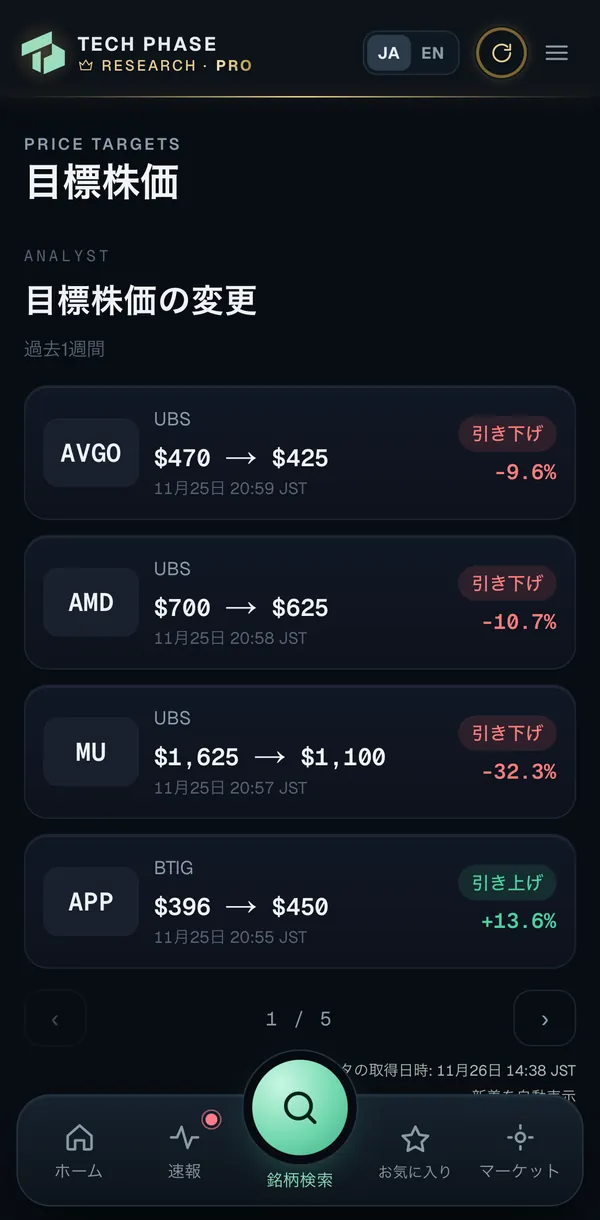 TECH PHASE
RESEARCH · PRO
JA EN
PRICE TARGETS
目標株価
ANALYST
目標株価の変更
過去1週間
AVGO
UBS
$470 → $425
11月25日 20:59 JST
引き下げ
-9.6%
AMD
UBS
$700 → $625
11月25日 20:58 JST
引き下げ
-10.7%
MU
UBS
$1,625 → $1,100
11月25日 20:57 JST
引き下げ
-32.3%
APP
BTIG
$396 → $450
11月25日 20:55 JST
引き上げ
+13.6%
‹ 1 / 5 ›
タの取得日時: 11月26日 14:38 JST
新着を自動表示
ホーム
速報
銘柄検索
お気に入り
マーケット